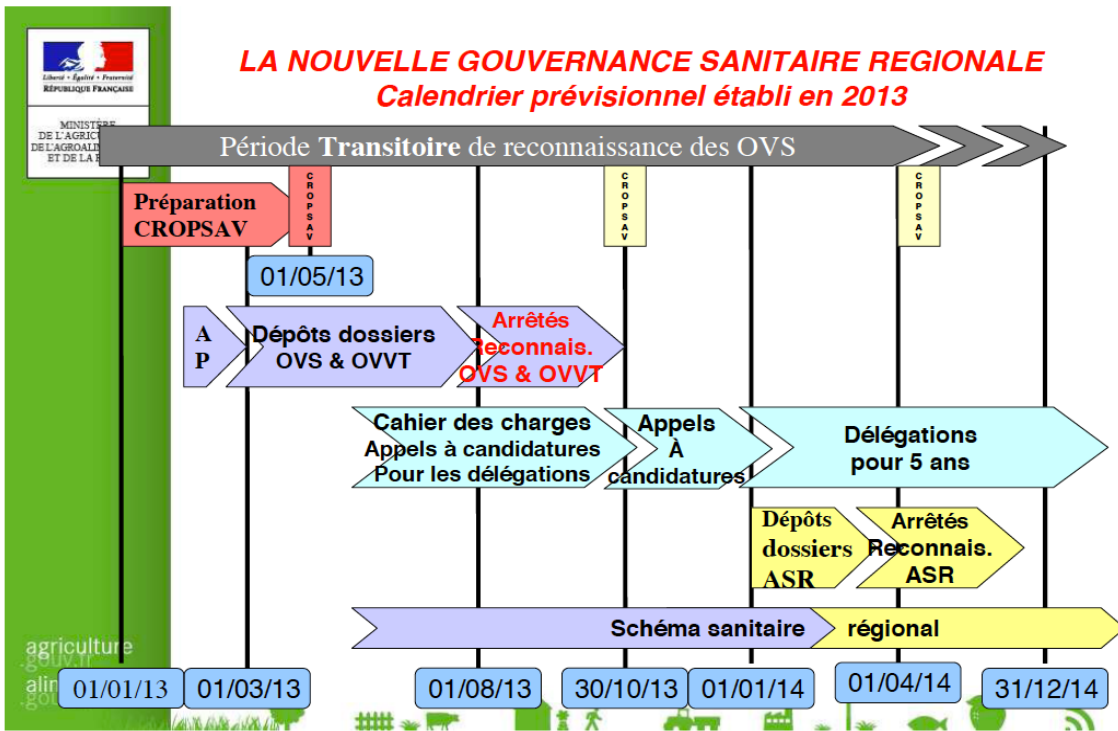 Liberté • Égalité • Fraternité
RÉPUBLIQUE FRANÇAISE
MINISTÈRE
DE L'AGRICU
DE L'AGROALIM
ET DE LA F
LA NOUVELLE GOUVERNANCE SANITAIRE REGIONALE
Calendrier prévisionnel établi en 2013
Période Transitoire de reconnaissance des OVS
Préparation
CROPSAV
CROPSAV
CROPSAV
CROPSAV
01/05/13
A
P
Dépôts dossiers
OVS & OVVT
Arrêtés
Reconnais.
OVS & OVVT
Cahier des charges
Appels à candidatures
Pour les délégations
Appels
À
candidatures
Délégations
pour 5 ans
Dépôts
dossiers
ASR
Arrêtés
Reconnais.
ASR
Schéma sanitaire régional
agriculture
.gouv.fr
alim
.gou
01/01/13
01/03/13
01/08/13
30/10/13
01/01/14
01/04/14
31/12/14